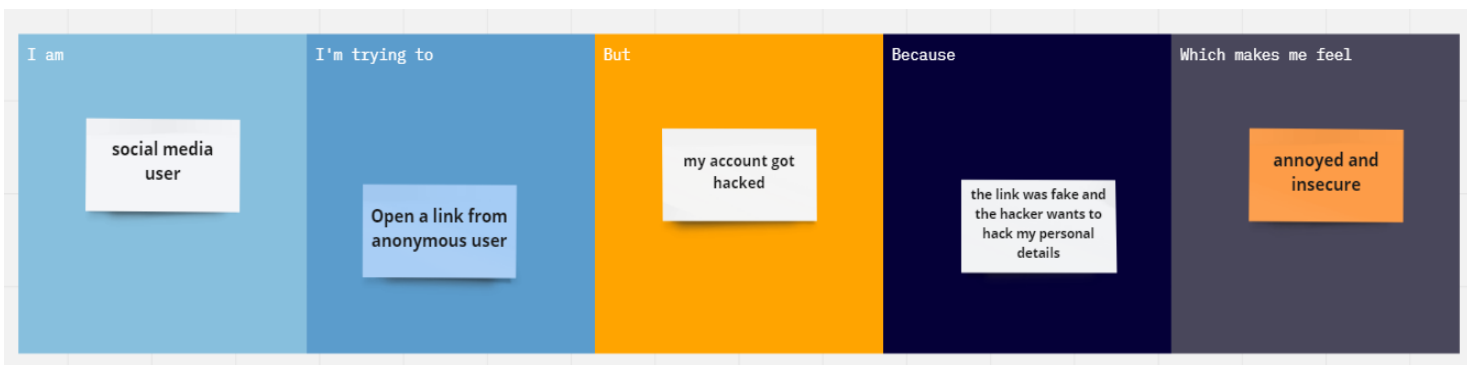 I am
I'm trying to
But
Because
Which makes me feel
social media
user
Open a link from
anonymous user
my account got
hacked
the link was fake and
the hacker wants to
hack my personal
details
annoyed and
insecure